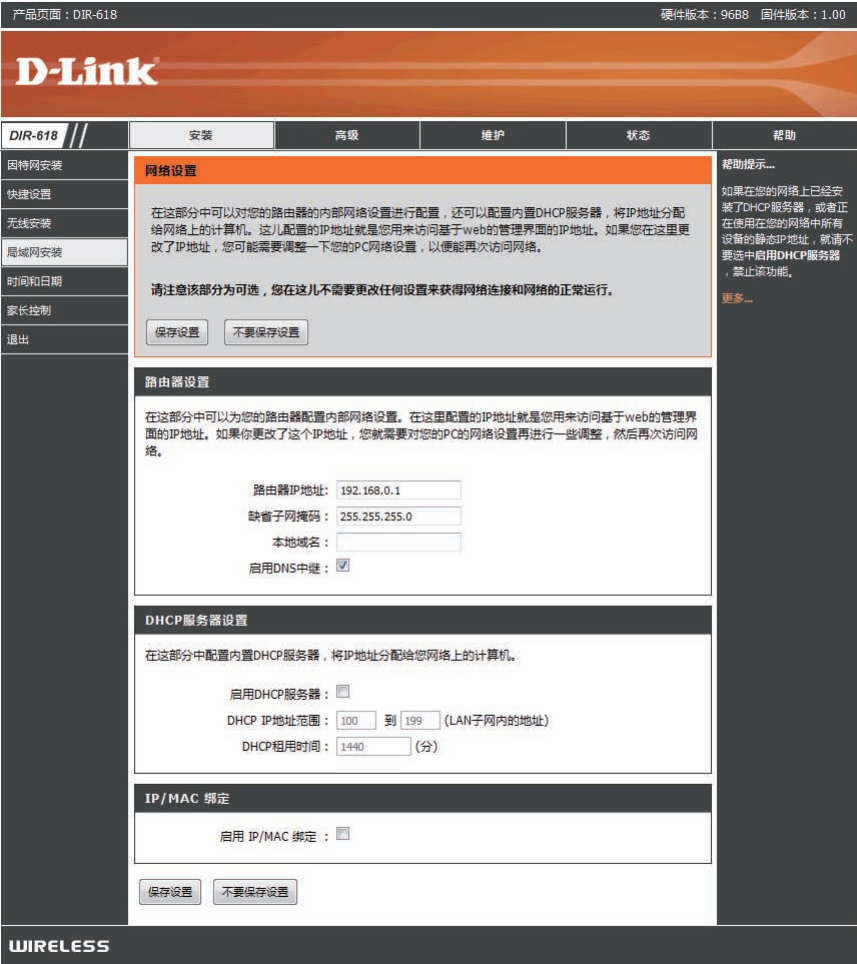 产品页面：DIR-618
硬件版本：96B8 固件版本：1.00
D-Link
DIR-618
安装
高级
维护
状态
帮助
因特网安装
快捷设置
无线安装
局域网安装
时间和日期
家长控制
退出
网络设置
在这部分中可以对您的路由器的内部网络设置进行配置，还可以配置内置DHCP服务器，将IP地址分配
给网络上的计算机。这儿配置的IP地址就是您用来访问基于web的管理界面的IP地址。如果您在这里更
改了IP地址，您可能需要调整一下您的PC网络设置，以便能再次访问网络。
请注意该部分为可选，您在这儿不需要更改任何设置来获得网络连接和网络的正常运行。
保存设置
不要保存设置
路由器设置
在这部分中可以为您的路由器配置内部网络设置。在这里配置的IP地址就是您用来访问基于web的管理界
面的IP地址。如果你更改了这个IP地址，您就需要对您的PC的网络设置再进行一些调整，然后再次访问网
络。
路由器IP地址: 192.168.0.1
缺省子网掩码： 255.255.255.0
本地域名：
启用DNS中继：
DHCP服务器设置
在这部分中配置内置DHCP服务器，将IP地址分配给您网络上的计算机。
启用DHCP服务器：
DHCP IP地址范围： 100 到 199 (LAN子网内的地址)
DHCP租用时间： 1440 (分)
IP/MAC 绑定
启用 IP/MAC 绑定 ：
保存设置
不要保存设置
帮助提示...
如果在您的网络上已经安
装了DHCP服务器，或者正
在使用在您的网络中所有
设备的静态IP地址，就请不
要选中启用DHCP服务器
，禁止该功能。
更多...
WIRELESS